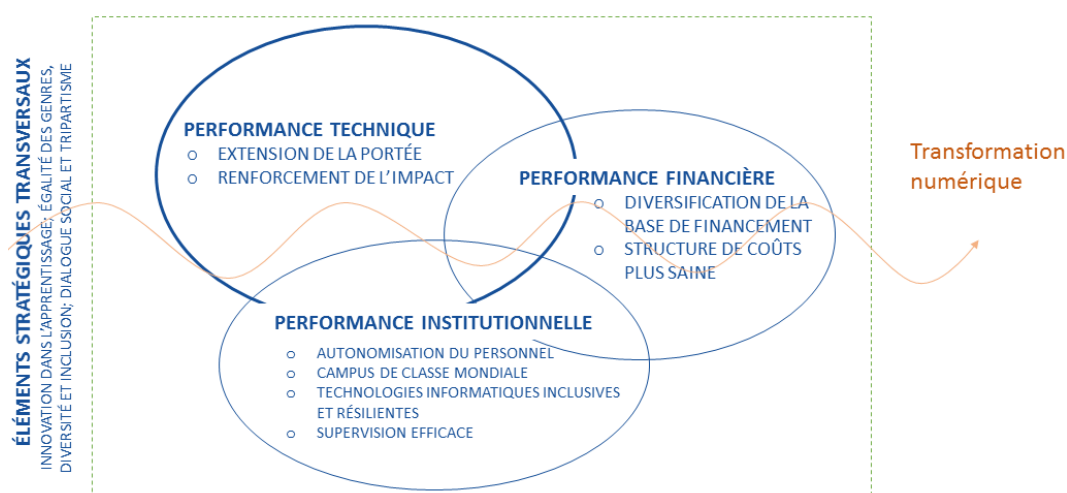 ÉLÉMENTS STRATÉGIQUES TRANSVERSAUX
INNOVATION DANS L'APPRENTISSAGE; ÉGALITÉ DES GENRES,
DIVERSITÉ ET INCLUSION; DIALOGUE SOCIAL ET TRIPARTISME
PERFORMANCE TECHNIQUE
o EXTENSION DE LA PORTÉE
o RENFORCEMENT DE L'IMPACT
PERFORMANCE FINANCIÈRE
o DIVERSIFICATION DE LA
BASE DE FINANCEMENT
o STRUCTURE DE COÛTS
PLUS SAINE
PERFORMANCE INSTITUTIONNELLE
o AUTONOMISATION DU PERSONNEL
o CAMPUS DE CLASSE MONDIALE
o TECHNOLOGIES INFORMATIQUES INCLUSIVES
ET RÉSILIENTES
o SUPERVISION EFFICACE
Transformation
numérique